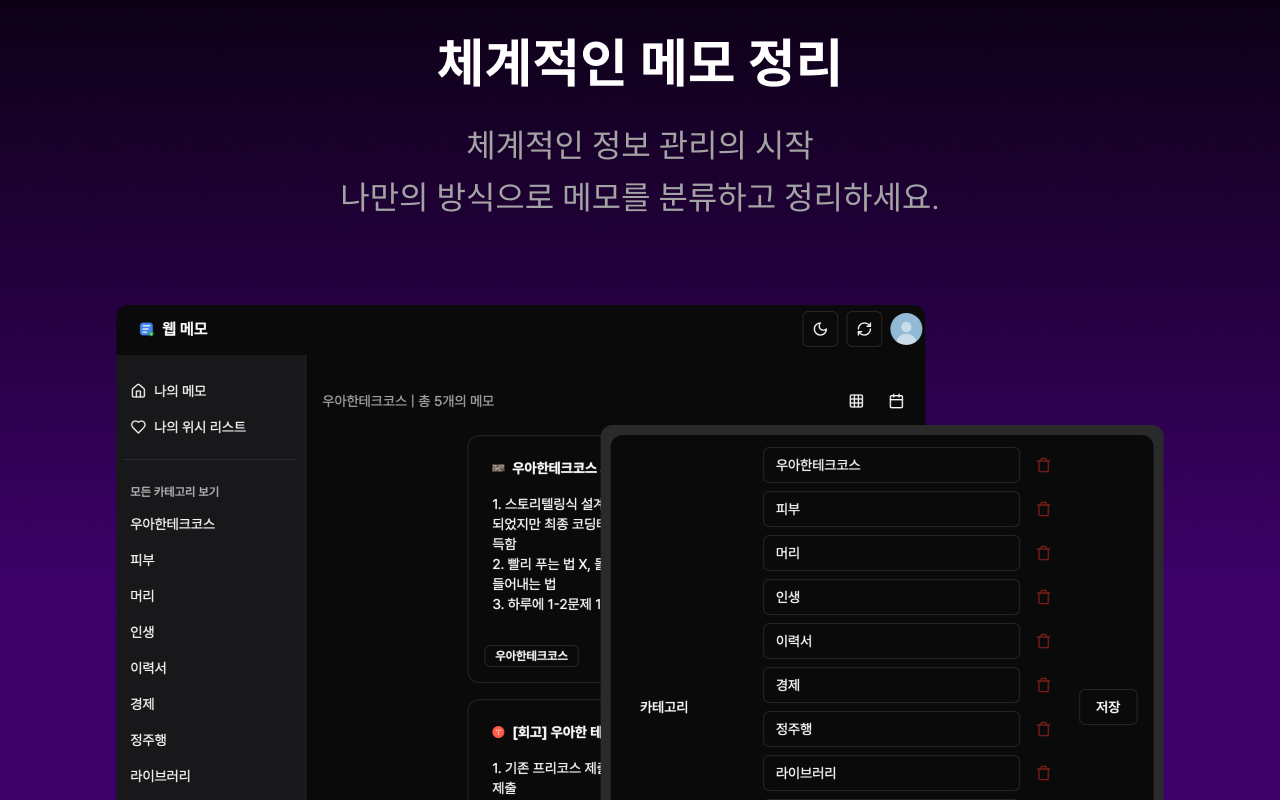 체계적인 메모 정리
체계적인 정보 관리의 시작
나만의 방식으로 메모를 분류하고 정리하세요.
웹 메모
나의 메모
나의 위시 리스트
모든 카테고리 보기
우아한테크코스
피부
머리
인생
이력서
경제
정주행
라이브러리
우아한테크코스 | 총 5개의 메모
우아한테크코스
1. 스토리텔링식 설계
되었지만 최종 코딩
득함
2. 빨리 푸는 법 X,
들어내는 법
3. 하루에 1-2문제 1
우아한테크코스
[회고] 우아한 테
1. 기존 프리코스 제출
제출
카테고리
우아한테크코스
피부
머리
인생
이력서
경제
정주행
라이브러리
저장